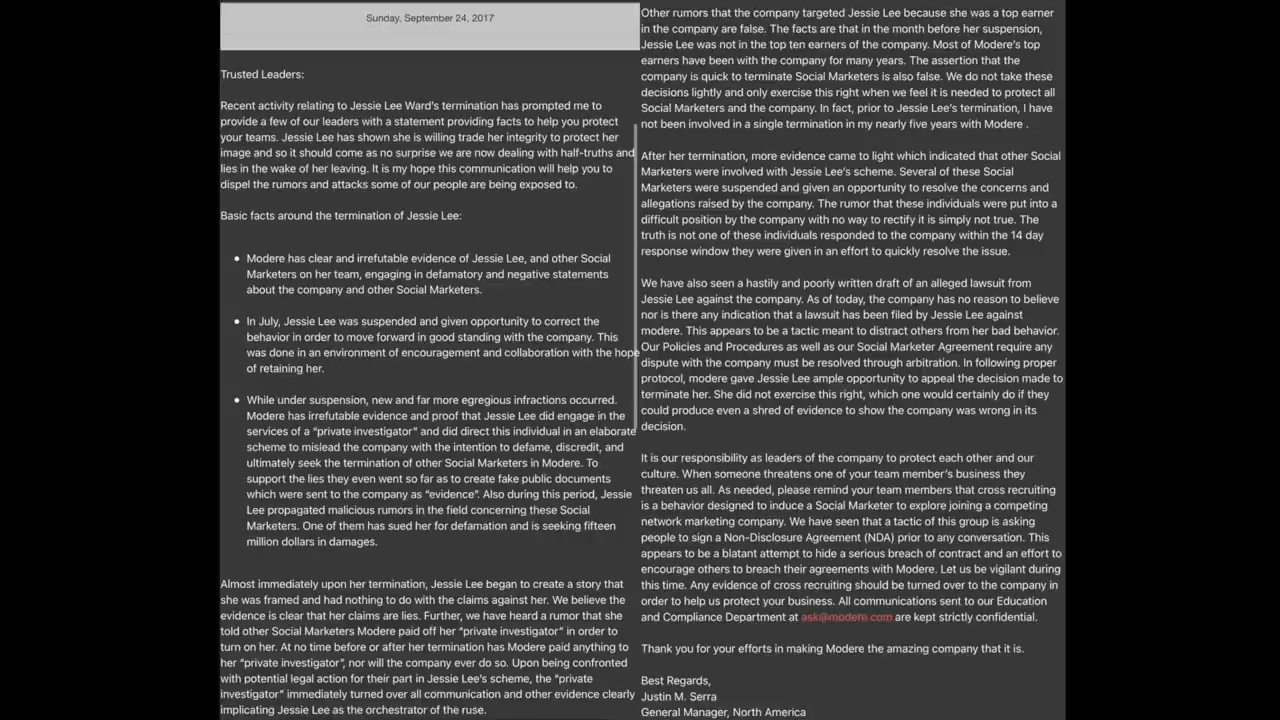 Sunday, September 24, 2017
Trusted Leaders:
Recent activity relating to Jessie Lee Ward's termination has prompted me to
provide a few of our leaders with a statement providing facts to help you protect
your teams. Jessie Lee has shown she is willing trade her integrity to protect her
image and so it should come as no surprise we are now dealing with half-truths and
lies in the wake of her leaving. It is my hope this communication will help you to
dispel the rumors and attacks some of our people are being exposed to.
Basic facts around the termination of Jessie Lee:
• Modere has clear and irrefutable evidence of Jessie Lee, and other Social
Marketers on her team, engaging in defamatory and negative statements
about the company and other Social Marketers.
• In July, Jessie Lee was suspended and given opportunity to correct the
behavior in order to move forward in good standing with the company. This
was done in an environment of encouragement and collaboration with the hope
of retaining her.
• While under suspension, new and far more egregious infractions occurred.
Modere has irrefutable evidence and proof that Jessie Lee did engage in the
services of a "private investigator" and did direct this individual in an elaborate
scheme to mislead the company with the intention to defame, discredit, and
ultimately seek the termination of other Social Marketers in Modere. To
support the lies they even went so far as to create fake public documents
which were sent to the company as "evidence". Also during this period, Jessie
Lee propagated malicious rumors in the field concerning these Social
Marketers. One of them has sued her for defamation and is seeking fifteen
million dollars in damages.
Almost immediately upon her termination, Jessie Lee began to create a story that
she was framed and had nothing to do with the claims against her. We believe the
evidence is clear that her claims are lies. Further, we have heard a rumor that she
told other Social Marketers Modere paid off her "private investigator" in order to
turn on her. At no time before or after her termination has Modere paid anything to
her "private investigator", nor will the company ever do so. Upon being confronted
with potential legal action for their part in Jessie Lee's scheme, the "private
investigator" immediately turned over all communication and other evidence clearly
implicating Jessie Lee as the orchestrator of the ruse.
Other rumors that the company targeted Jessie Lee because she was a top earner
in the company are false. The facts are that in the month before her suspension,
Jessie Lee was not in the top ten earners of the company. Most of Modere's top
earners have been with the company for many years. The assertion that the
company is quick to terminate Social Marketers is also false. We do not take these
decisions lightly and only exercise this right when we feel it is needed to protect all
Social Marketers and the company. In fact, prior to Jessie Lee's termination, I have
not been involved in a single termination in my nearly five years with Modere .
After her termination, more evidence came to light which indicated that other Social
Marketers were involved with Jessie Lee's scheme. Several of these Social
Marketers were suspended and given an opportunity to resolve the concerns and
allegations raised by the company. The rumor that these individuals were put into a
difficult position by the company with no way to rectify it is simply not true. The
truth is not one of these individuals responded to the company within the 14 day
response window they were given in an effort to quickly resolve the issue.
We have also seen a hastily and poorly written draft of an alleged lawsuit from
Jessie Lee against the company. As of today, the company has no reason to believe
nor is there any indication that a lawsuit has been filed by Jessie Lee against
modere. This appears to be a tactic meant to distract others from her bad behavior.
Our Policies and Procedures as well as our Social Marketer Agreement require any
dispute with the company must be resolved through arbitration. In following proper
protocol, modere gave Jessie Lee ample opportunity to appeal the decision made to
terminate her. She did not exercise this right, which one would certainly do if they
could produce even a shred of evidence to show the company was wrong in its
decision.
It is our responsibility as leaders of the company to protect each other and our
culture. When someone threatens one of your team member's business they
threaten us all. As needed, please remind your team members that cross recruiting
is a behavior designed to induce a Social Marketer to explore joining a competing
network marketing company. We have seen that a tactic of this group is asking
people to sign a Non-Disclosure Agreement (NDA) prior to any conversation. This
appears to be a blatant attempt to hide a serious breach of contract and an effort to
encourage others to breach their agreements with Modere. Let us be vigilant during
this time. Any evidence of cross recruiting should be turned over to the company in
order to help us protect your business. All communications sent to our Education
and Compliance Department at ask@modere.com are kept strictly confidential.
Thank you for your efforts in making Modere the amazing company that it is.
Best Regards,
Justin M. Serra
General Manager, North America